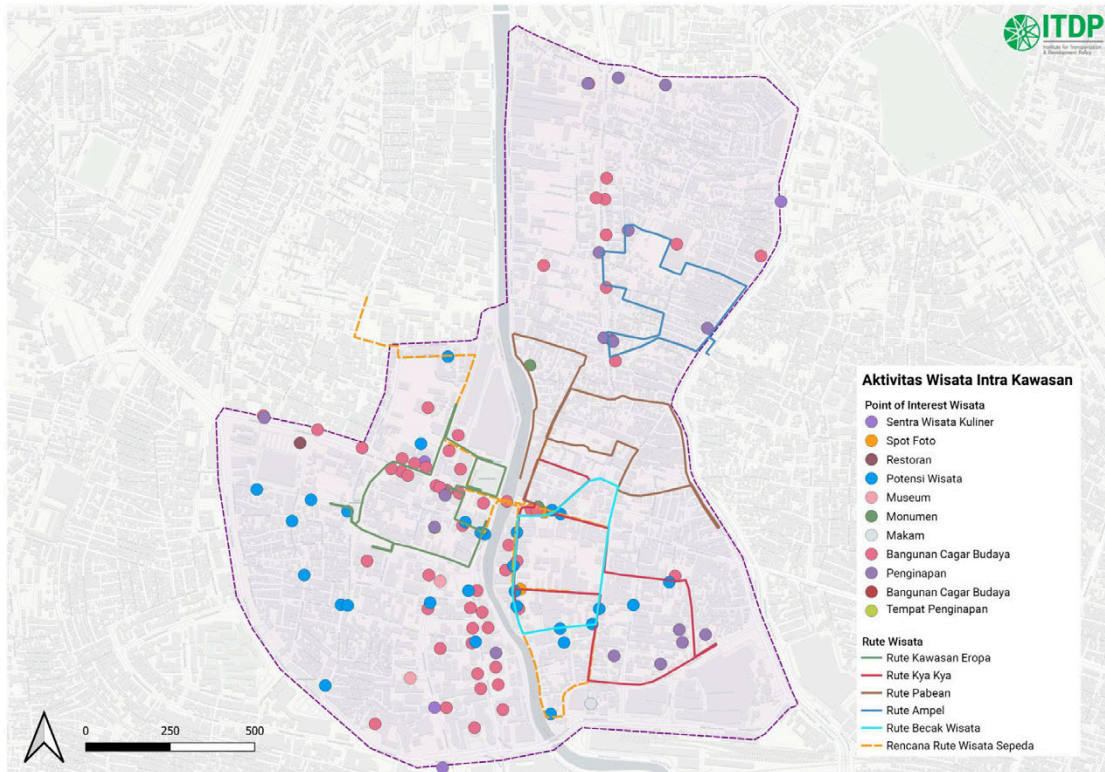 ITDP
Institute for Transportation
& Development Policy
Aktivitas Wisata Intra Kawasan
Point of Interest Wisata
Sentra Wisata Kuliner
Spot Foto
Restoran
Potensi Wisata
Museum
Monumen
Makam
Bangunan Cagar Budaya
Penginapan
Bangunan Cagar Budaya
Tempat Penginapan
Rute Wisata
Rute Kawasan Eropa
Rute Kya Kya
Rute Pabean
Rute Ampel
Rute Becak Wisata
Rencana Rute Wisata Sepeda
0 250 500